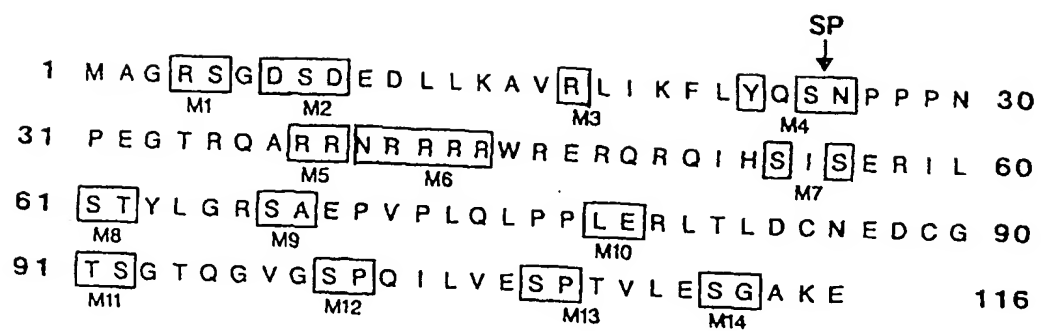 SP
1 M A G R S G D S D E D L L K A V R L I K F L Y Q S N P P P N 30
M1 M2 M3 M4
31 P E G T R Q A R R N R R R R W R E R Q R Q I H S I S E R I L 60
M5 M6 M7
61 S T Y L G R S A E P V P L Q L P P L E R L T L D C N E D C G 90
M8 M9 M10
91 T S G T Q G V G S P Q I L V E S P T V L E S G A K E 116
M11 M12 M13 M14